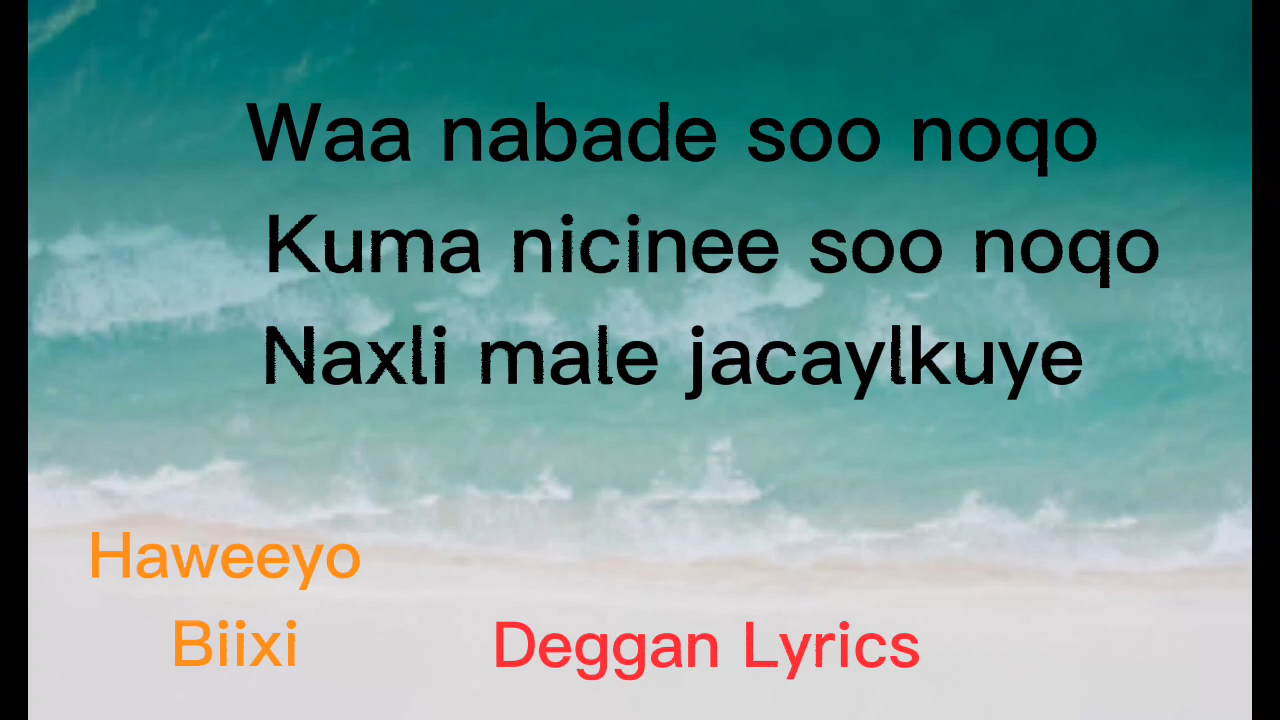 Waa nabade soo noqo
Kuma nicinee soo noqo
Naxli male jacaylkuye
Haweeyo
Biixi
Deggan Lyrics